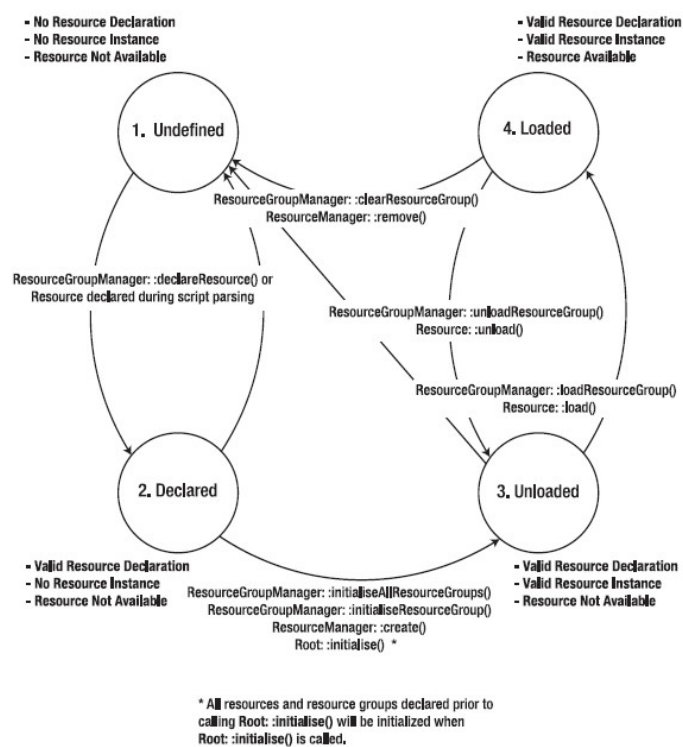 - No Resource Declaration
- No Resource Instance
- Resource Not Available
- Valid Resource Declaration
- Valid Resource Instance
- Resource Available
1. Undefined
4. Loaded
ResourceGroupManager: :clearResourceGroup()
ResourceManager: :remove()
ResourceGroupManager: :declareResource() or
Resource declared during script parsing
ResourceGroupManager: :unloadResourceGroup()
Resource: :unload()
ResourceGroupManager: :loadResourceGroup()
Resource: :load()
2. Declared
3. Unloaded
- Valid Resource Declaration
- No Resource Instance
- Resource Not Available
- Valid Resource Declaration
- Valid Resource Instance
- Resource Not Available
ResourceGroupManager: :initialiseAllResourceGroups()
ResourceGroupManager: :initialiseResourceGroup()
ResourceManager: :create()
Root: :initialise() *
* All resources and resource groups declared prior to
calling Root: :initialise() will be initialized when
Root: :initialise() is called.